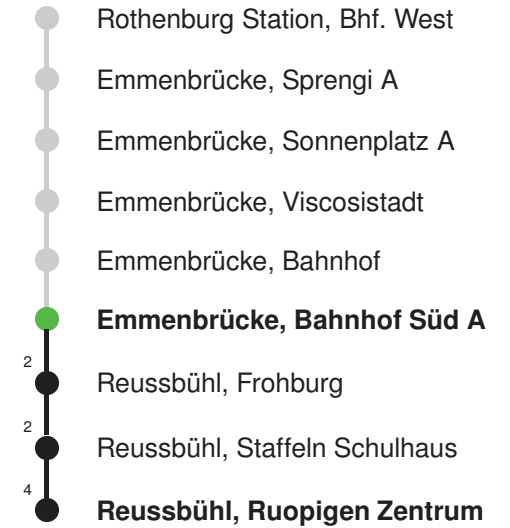 Rothenburg Station, Bhf. West
Emmenbrücke, Sprengi A
Emmenbrücke, Sonnenplatz A
Emmenbrücke, Viscosistadt
Emmenbrücke, Bahnhof
Emmenbrücke, Bahnhof Süd A
2 Reussbühl, Frohburg
2 Reussbühl, Staffeln Schulhaus
4 Reussbühl, Ruopigen Zentrum